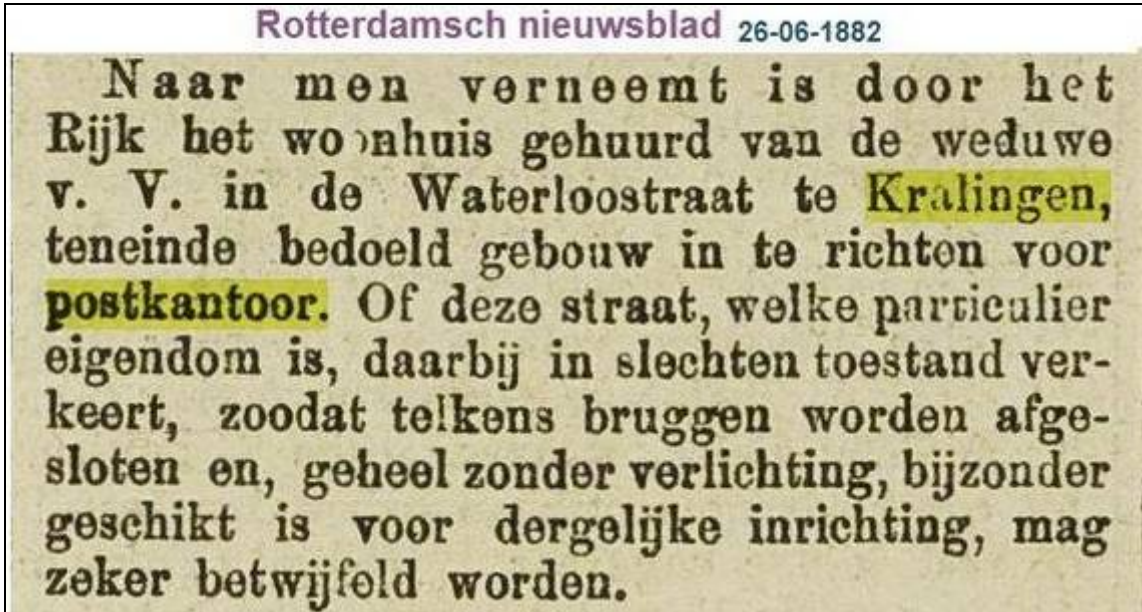 Rotterdamsch nieuwsblad 26-06-1882
Naar men verneemt is door het
Rijk het woonhuis gehuurd van de weduwe
v. V. in de Waterloostraat te Kralingen,
teneinde bedoeld gebouw in te richten voor
postkantoor. Of deze straat, welke particulier
eigendom is, daarbij in slechten toestand ver-
keert, zoodat telkens bruggen worden afge-
sloten en, geheel zonder verlichting, bijzonder
geschikt is voor dergelijke inrichting, mag
zeker betwijfeld worden.